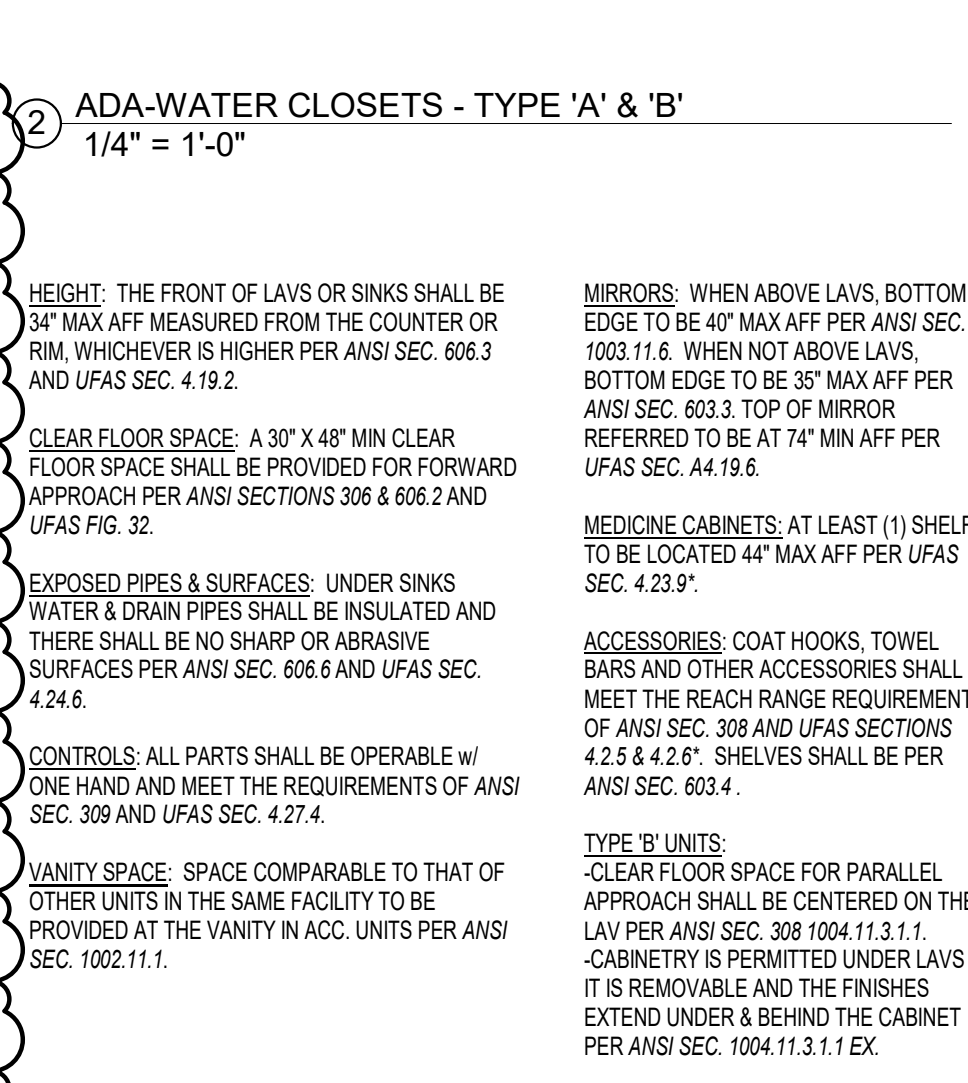 2
ADA-WATER CLOSETS - TYPE 'A' & 'B'
1/4" = 1'-0"
HEIGHT: THE FRONT OF LAVS OR SINKS SHALL BE
34" MAX AFF MEASURED FROM THE COUNTER OR
RIM, WHICHEVER IS HIGHER PER ANSI SEC. 606.3
AND UFAS SEC. 4.19.2.
CLEAR FLOOR SPACE: A 30" X 48" MIN CLEAR
FLOOR SPACE SHALL BE PROVIDED FOR FORWARD
APPROACH PER ANSI SECTIONS 306 & 606.2 AND
UFAS FIG. 32.
EXPOSED PIPES & SURFACES: UNDER SINKS
WATER & DRAIN PIPES SHALL BE INSULATED AND
THERE SHALL BE NO SHARP OR ABRASIVE
SURFACES PER ANSI SEC. 606.6 AND UFAS SEC.
4.24.6.
CONTROLS: ALL PARTS SHALL BE OPERABLE w/
ONE HAND AND MEET THE REQUIREMENTS OF ANSI
SEC. 309 AND UFAS SEC. 4.27.4.
VANITY SPACE: SPACE COMPARABLE TO THAT OF
OTHER UNITS IN THE SAME FACILITY TO BE
PROVIDED AT THE VANITY IN ACC. UNITS PER ANSI
SEC. 1002.11.1.
MIRRORS: WHEN ABOVE LAVS, BOTTOM
EDGE TO BE 40" MAX AFF PER ANSI SEC.
1003.11.6. WHEN NOT ABOVE LAVS,
BOTTOM EDGE TO BE 35" MAX AFF PER
ANSI SEC. 603.3. TOP OF MIRROR
REFERRED TO BE AT 74" MIN AFF PER
UFAS SEC. A4.19.6.
MEDICINE CABINETS: AT LEAST (1) SHELF
TO BE LOCATED 44" MAX AFF PER UFAS
SEC. 4.23.9*.
ACCESSORIES: COAT HOOKS, TOWEL
BARS AND OTHER ACCESSORIES SHALL
MEET THE REACH RANGE REQUIREMENT
OF ANSI SEC. 308 AND UFAS SECTIONS
4.2.5 & 4.2.6*. SHELVES SHALL BE PER
ANSI SEC. 603.4 .
TYPE 'B' UNITS:
-CLEAR FLOOR SPACE FOR PARALLEL
APPROACH SHALL BE CENTERED ON THE
LAV PER ANSI SEC. 308 1004.11.3.1.1.
-CABINETRY IS PERMITTED UNDER LAVS
IT IS REMOVABLE AND THE FINISHES
EXTEND UNDER & BEHIND THE CABINET
PER ANSI SEC. 1004.11.3.1.1 EX.